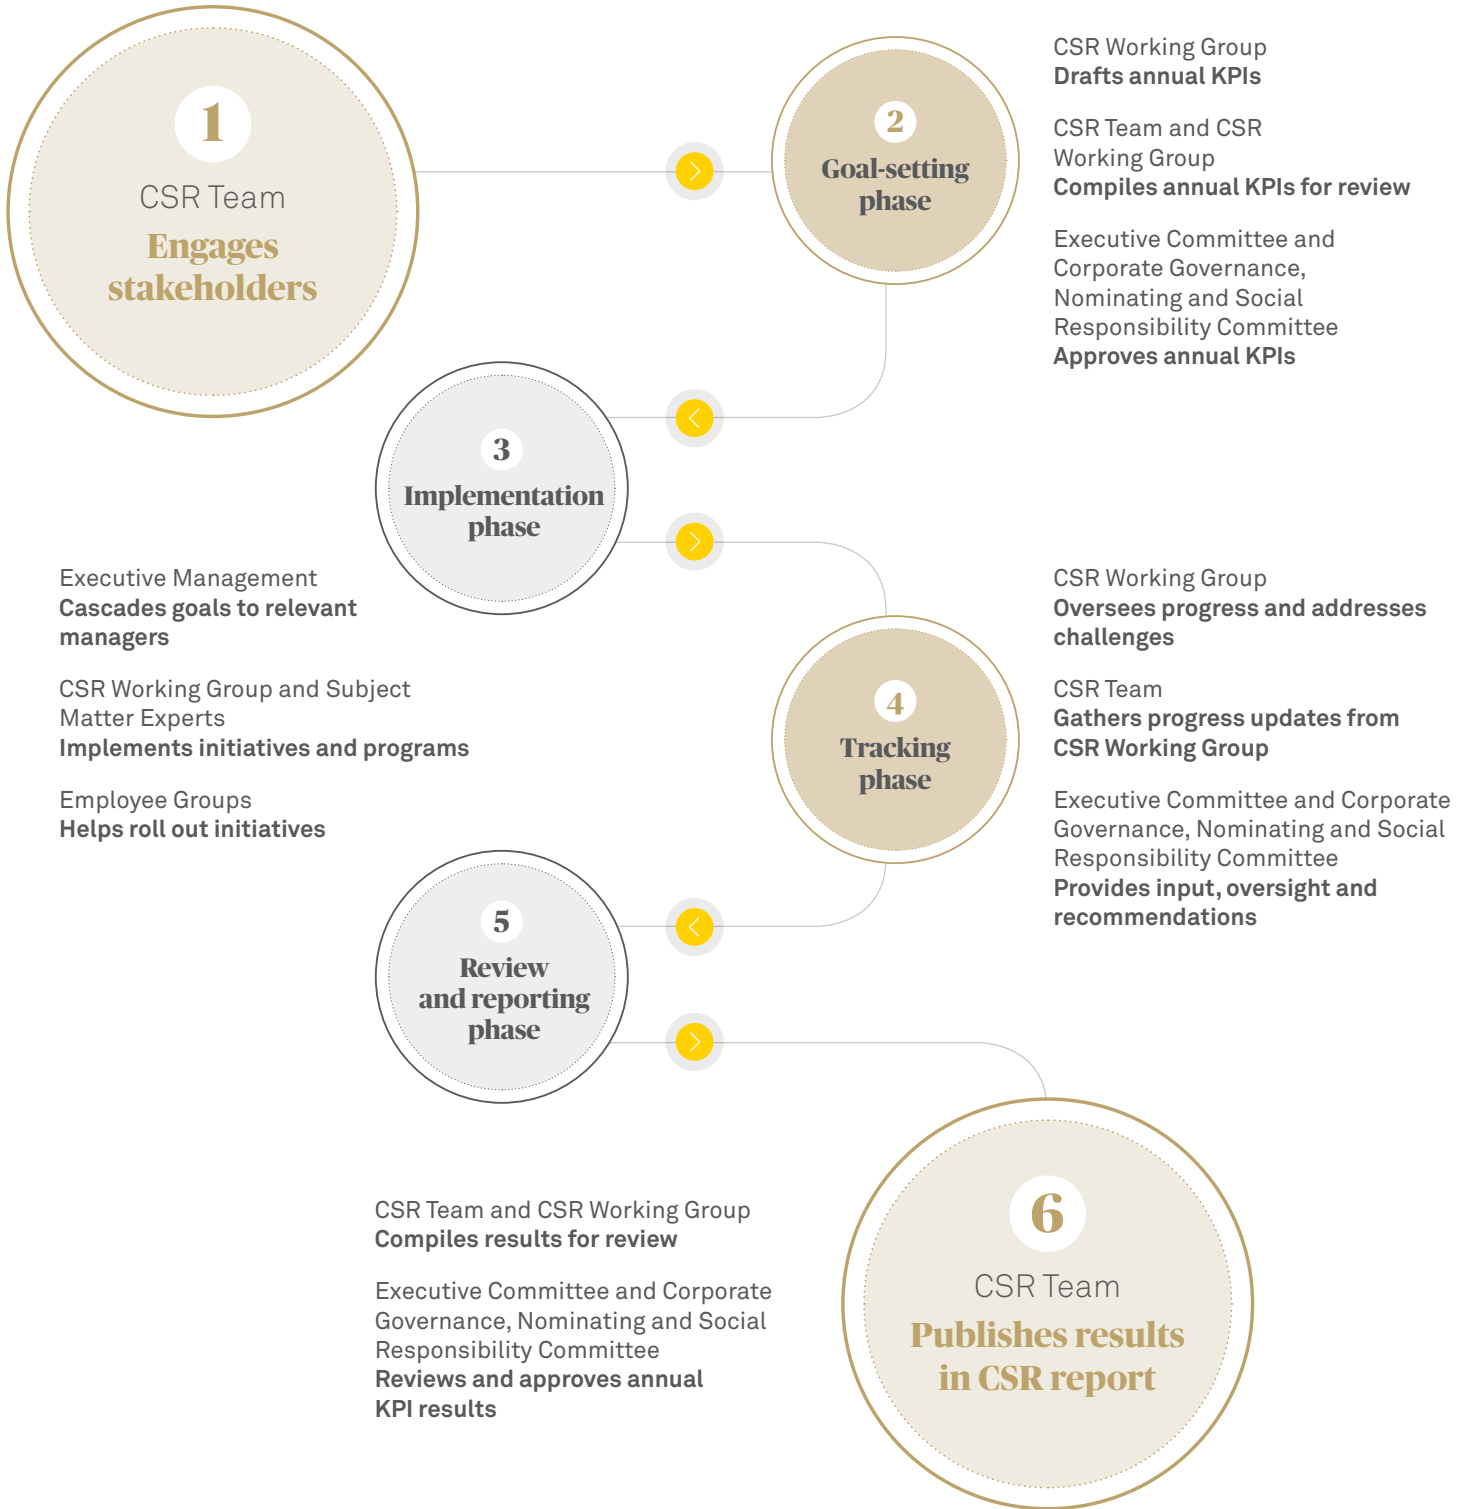 1
CSR Team
Engages
stakeholders
2
Goal-setting
phase
CSR Working Group
Drafts annual KPIs
CSR Team and CSR
Working Group
Compiles annual KPIs for review
Executive Committee and
Corporate Governance,
Nominating and Social
Responsibility Committee
Approves annual KPIs
3
Implementation
phase
Executive Management
Cascades goals to relevant
managers
CSR Working Group and Subject
Matter Experts
Implements initiatives and programs
Employee Groups
Helps roll out initiatives
4
Tracking
phase
CSR Working Group
Oversees progress and addresses
challenges
CSR Team
Gathers progress updates from
CSR Working Group
Executive Committee and Corporate
Governance, Nominating and Social
Responsibility Committee
Provides input, oversight and
recommendations
5
Review
and reporting
phase
CSR Team and CSR Working Group
Compiles results for review
Executive Committee and Corporate
Governance, Nominating and Social
Responsibility Committee
Reviews and approves annual
KPI results
6
CSR Team
Publishes results
in CSR report